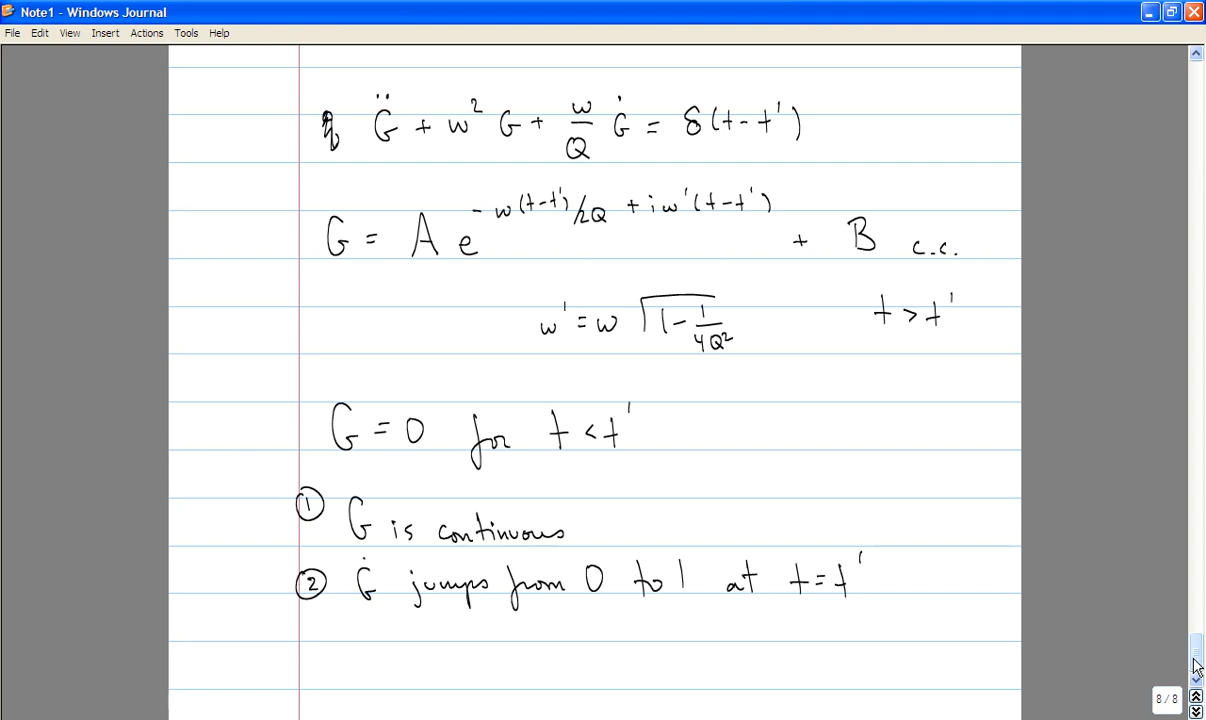 Note1 - Windows Journal
File Edit View Insert Actions Tools Help
G̈ + w² G + w/Q Ġ = δ(t-t')
G = A e^{-w(t-t')/2Q + iw'(t-t')} + B c.c.
w' = w √(1 - 1/4Q²) t > t'
G = 0 for t < t'
① G is continuous
② Ġ jumps from 0 to 1 at t = t'
8/8